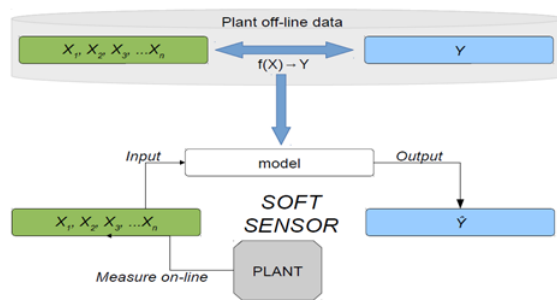 Plant off-line data
X₁, X₂, X₃, ...Xₙ
Y
f(X)→Y
Input
model
Output
SOFT
SENSOR
X₁, X₂, X₃, ...Xₙ
Ŷ
Measure on-line
PLANT